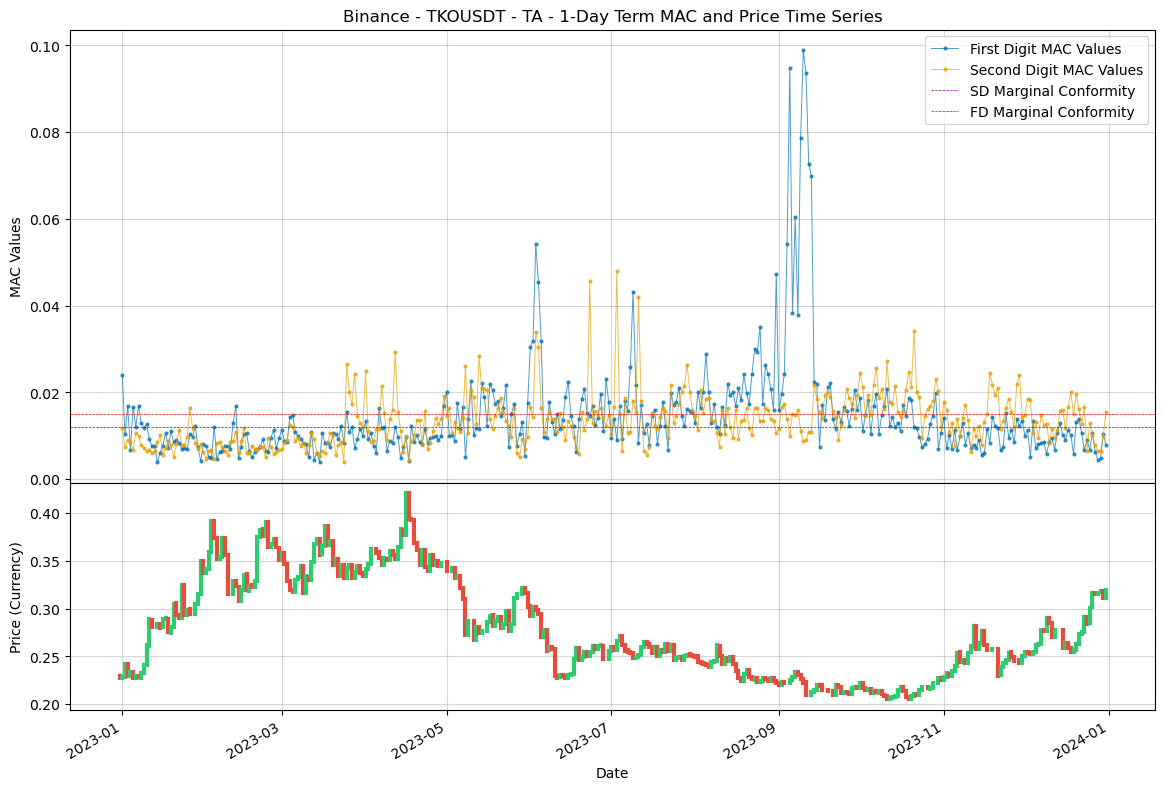 Binance - TKOUSDT - TA - 1-Day Term MAC and Price Time Series
First Digit MAC Values
Second Digit MAC Values
SD Marginal Conformity
FD Marginal Conformity
MAC Values
0.10
0.08
0.06
0.04
0.02
0.00
Price (Currency)
0.40
0.35
0.30
0.25
0.20
2023-01
2023-03
2023-05
2023-07
2023-09
2023-11
2024-01
Date